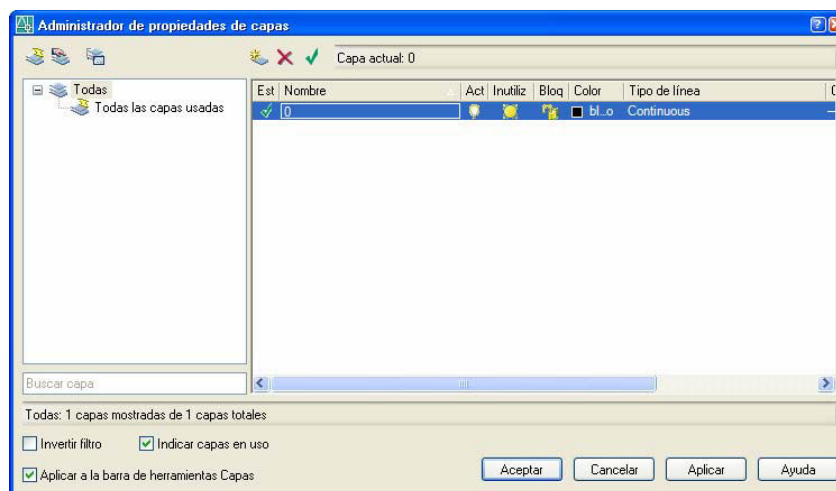 Administrador de propiedades de capas
Capa actual: 0
Todas
Todas las capas usadas
Est Nombre Act Inutiliz Bloq Color Tipo de línea
0 bl...o Continuous
Buscar capa
Todas: 1 capas mostradas de 1 capas totales
Invertir filtro Indicar capas en uso
Aplicar a la barra de herramientas Capas
Aceptar Cancelar Aplicar Ayuda